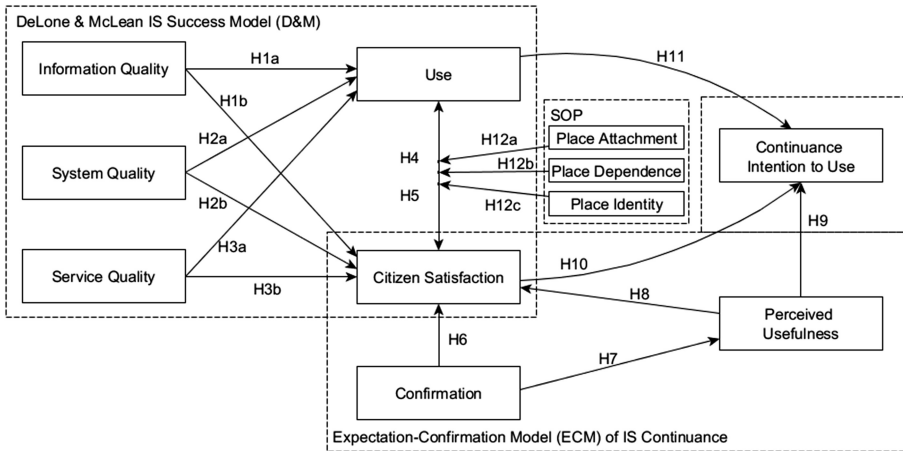 DeLone & McLean IS Success Model (D&M)
Information Quality
H1a
Use
H11
H1b
H2a
SOP
Place Attachment
H12a
Continuance
Intention to Use
H4
System Quality
Place Dependence
H12b
H5
H2b
Place Identity
H12c
H9
H3a
Service Quality
Citizen Satisfaction
H10
H3b
H8
Perceived
Usefulness
H6
H7
Confirmation
Expectation-Confirmation Model (ECM) of IS Continuance